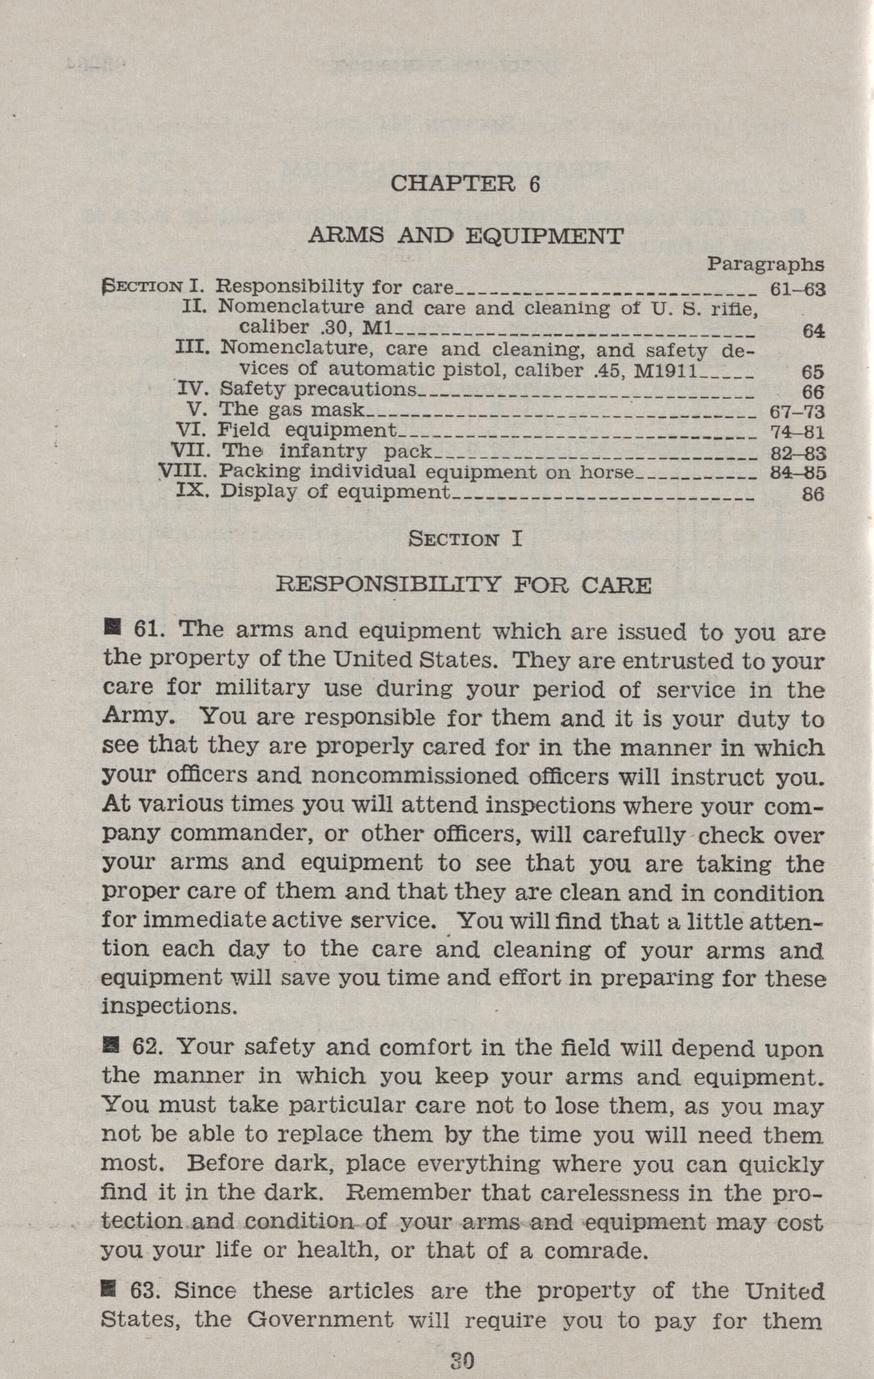 CHAPTER 6
ARMS AND EQUIPMENT
Paragraphs
SECTION I. Responsibility for care__________________________ 61–63
II. Nomenclature and care and cleaning of U. S. rifle,
caliber .30, M1_______________________________ 64
III. Nomenclature, care and cleaning, and safety de-
vices of automatic pistol, caliber .45, M1911_____ 65
IV. Safety precautions_____________________________ 66
V. The gas mask__________________________________ 67–73
VI. Field equipment_______________________________ 74–81
VII. The infantry pack____________________________ 82–83
VIII. Packing individual equipment on horse___________ 84–85
IX. Display of equipment__________________________ 86
SECTION I
RESPONSIBILITY FOR CARE
■ 61. The arms and equipment which are issued to you are
the property of the United States. They are entrusted to your
care for military use during your period of service in the
Army. You are responsible for them and it is your duty to
see that they are properly cared for in the manner in which
your officers and noncommissioned officers will instruct you.
At various times you will attend inspections where your com-
pany commander, or other officers, will carefully check over
your arms and equipment to see that you are taking the
proper care of them and that they are clean and in condition
for immediate active service. You will find that a little atten-
tion each day to the care and cleaning of your arms and
equipment will save you time and effort in preparing for these
inspections.
■ 62. Your safety and comfort in the field will depend upon
the manner in which you keep your arms and equipment.
You must take particular care not to lose them, as you may
not be able to replace them by the time you will need them
most. Before dark, place everything where you can quickly
find it in the dark. Remember that carelessness in the pro-
tection and condition of your arms and equipment may cost
you your life or health, or that of a comrade.
■ 63. Since these articles are the property of the United
States, the Government will require you to pay for them
30